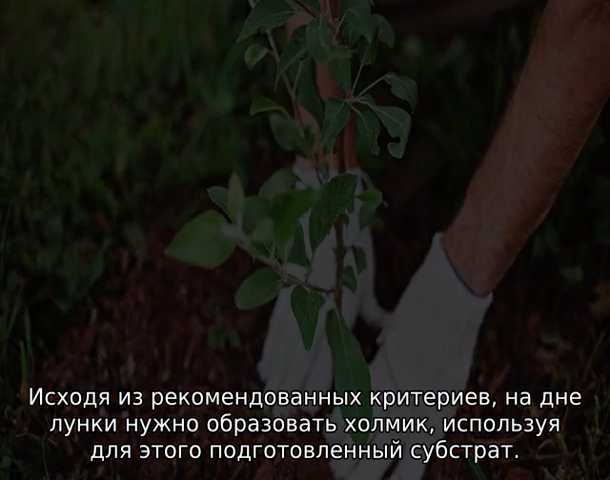 Исходя из рекомендованных критериев, на дне
лунки нужно образовать холмик, используя
для этого подготовленный субстрат.